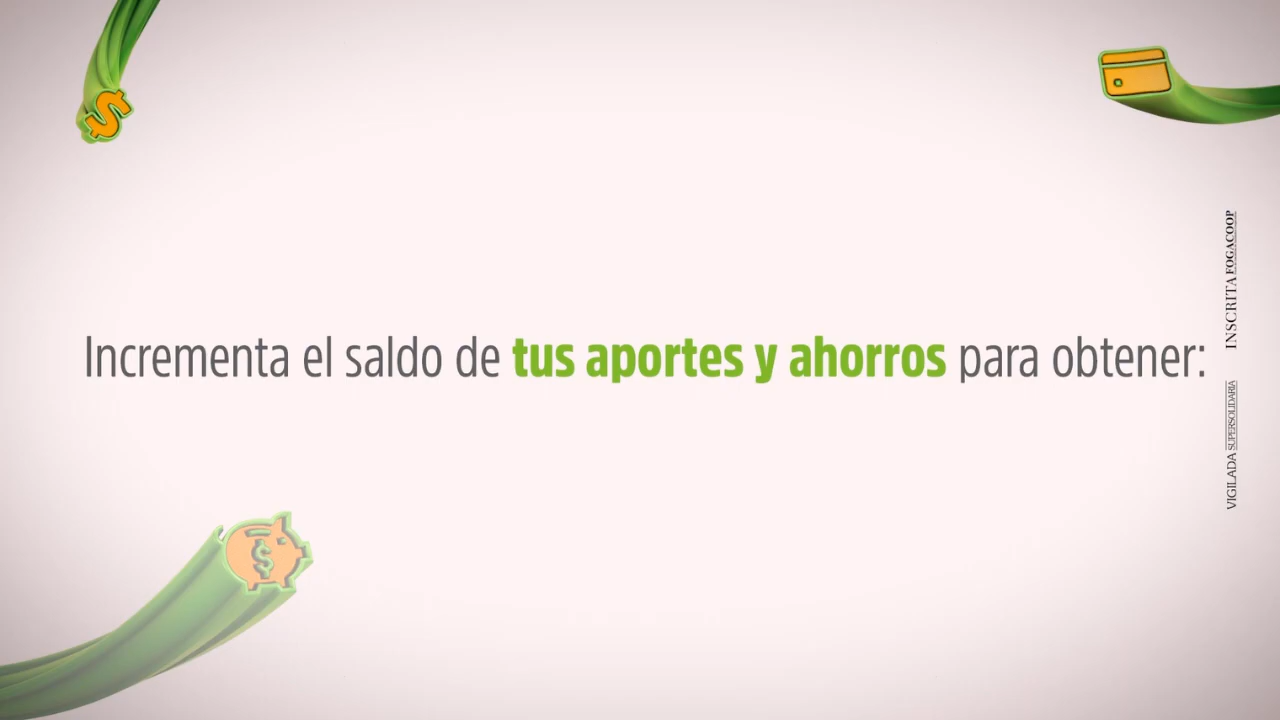 Incrementa el saldo de tus aportes y ahorros para obtener:
VIGILADA SUPERSOLIDARIA
INSCRITA FOGACOOP